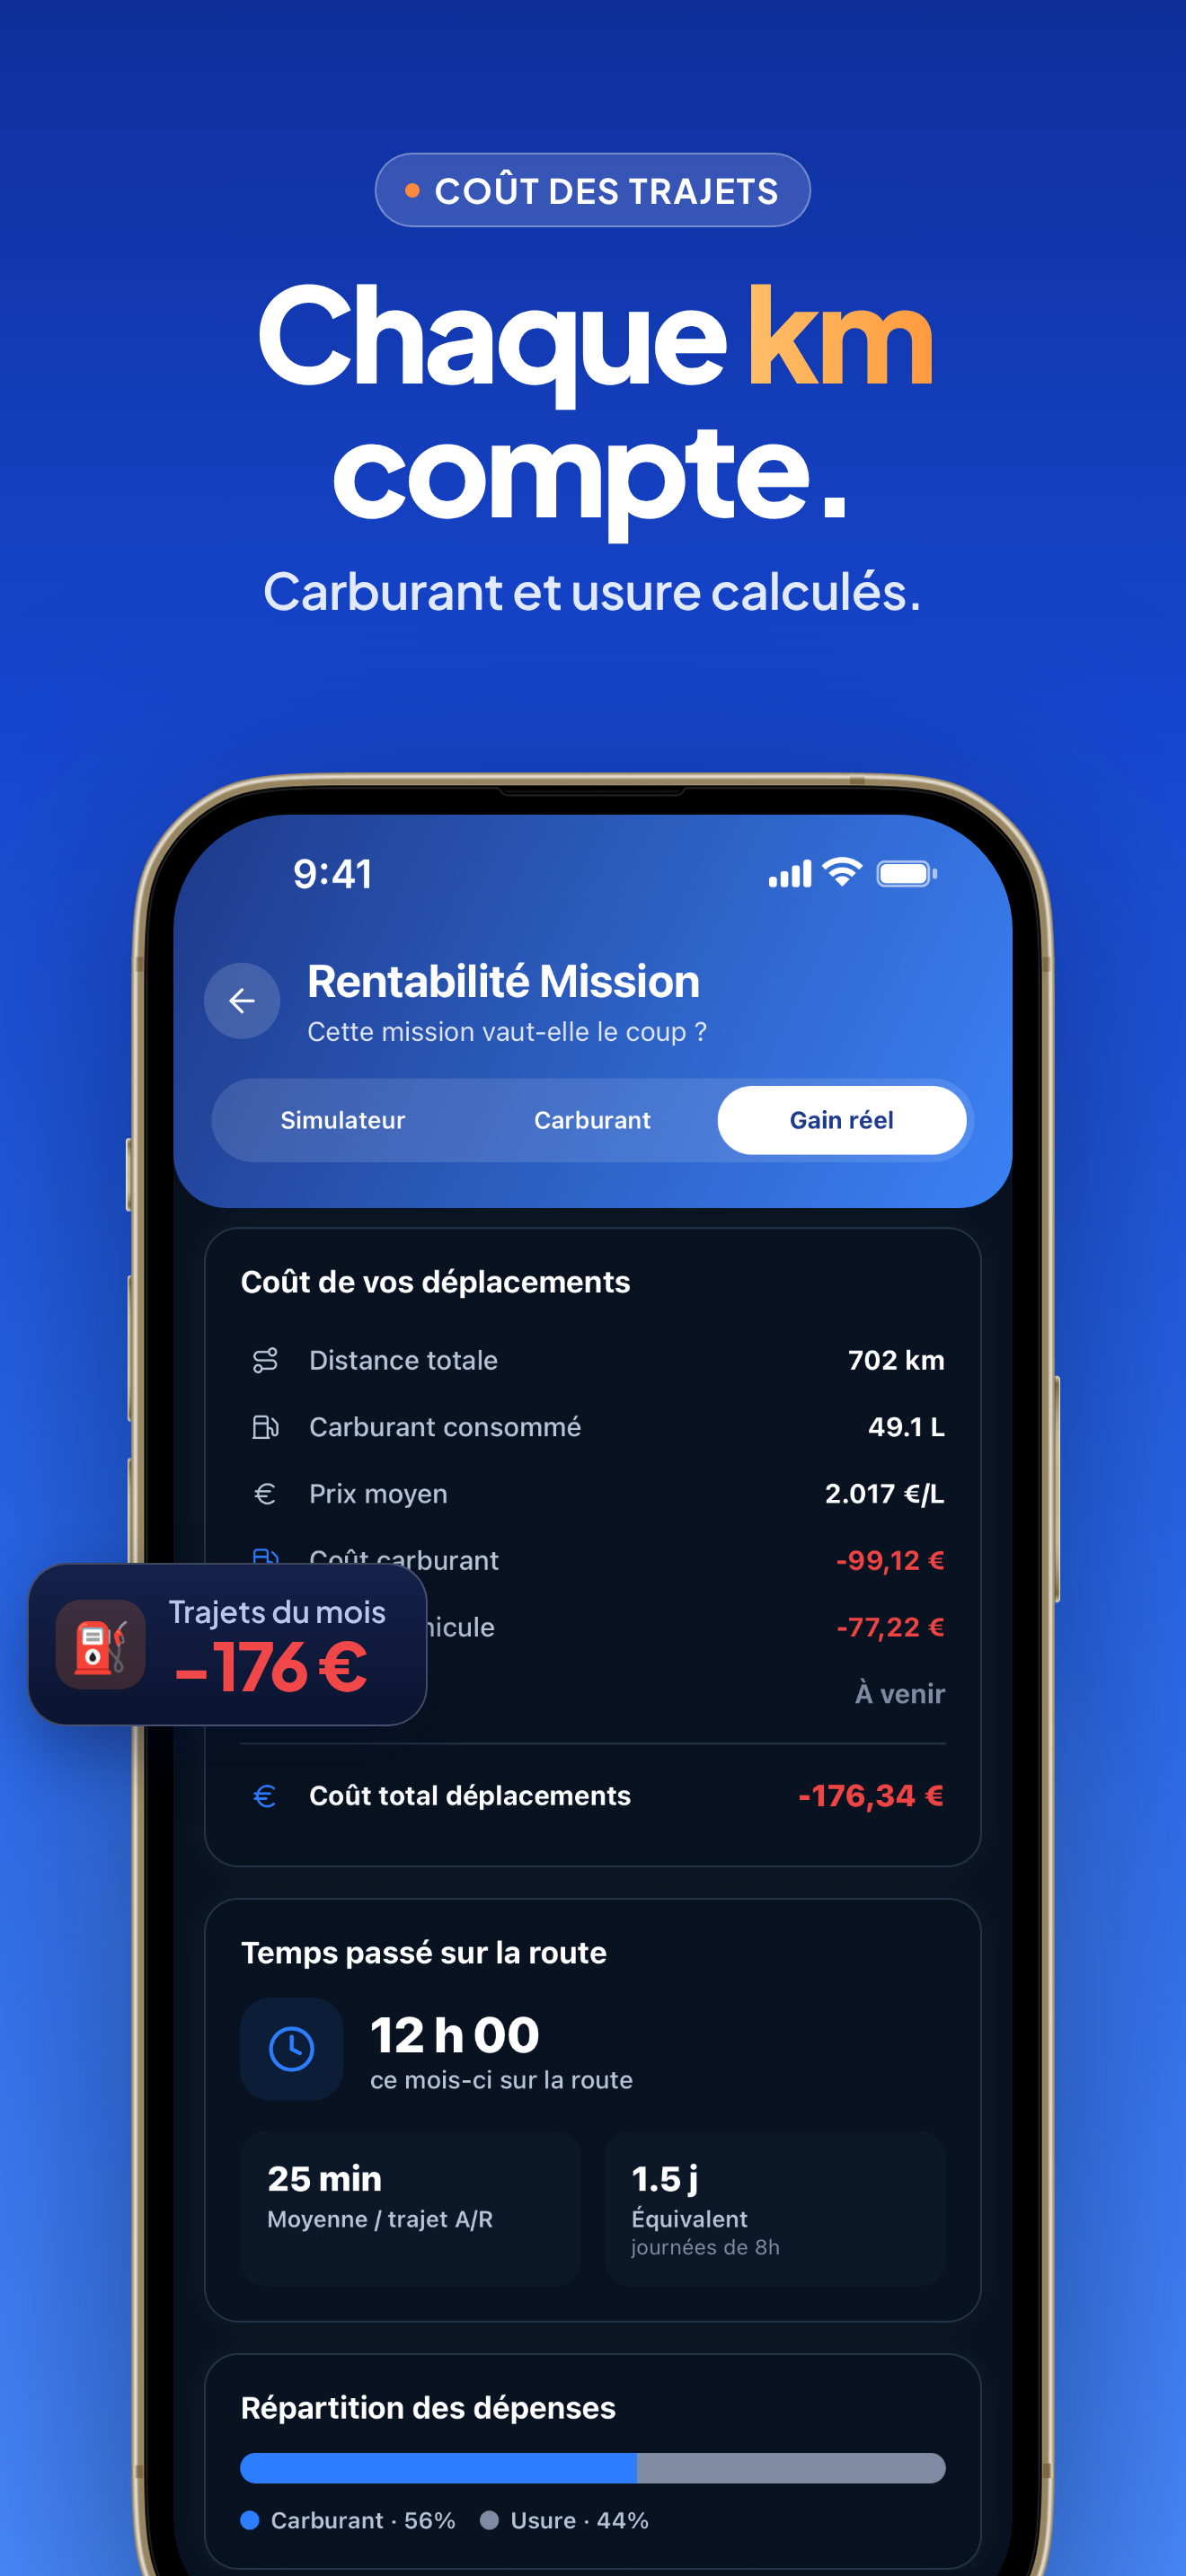 COÛT DES TRAJETS
Chaque km
compte.
Carburant et usure calculés.
9:41
Rentabilité Mission
Cette mission vaut-elle le coup ?
Simulateur Carburant Gain réel
Coût de vos déplacements
Distance totale 702 km
Carburant consommé 49.1 L
€ Prix moyen 2.017 €/L
Coût carburant -99,12 €
-77,22 €
Trajets du mois
-176 €
À venir
€ Coût total déplacements -176,34 €
Temps passé sur la route
12 h 00
ce mois-ci sur la route
25 min
Moyenne / trajet A/R
1.5 j
Équivalent
journées de 8h
Répartition des dépenses
Carburant · 56% Usure · 44%